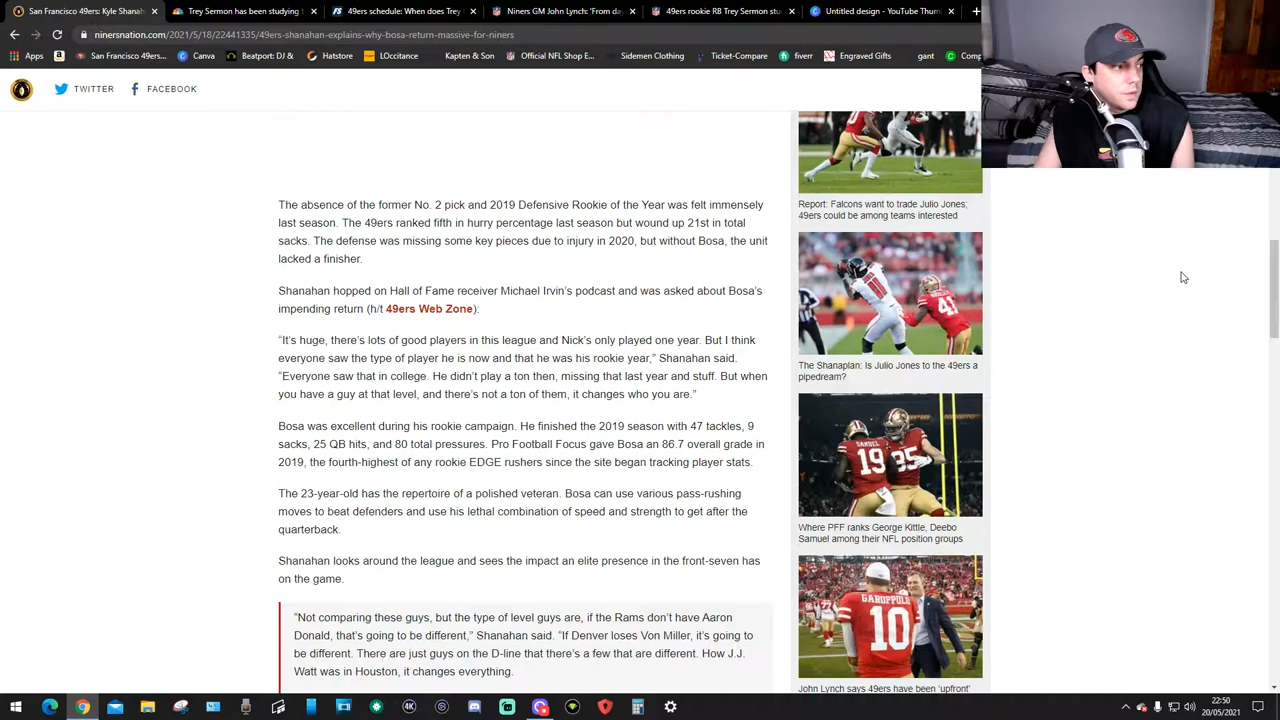 San Francisco 49ers: Kyle Shanah
Trey Sermon has been studying t
49ers schedule: When does Trey
Niners GM John Lynch: 'From day
49ers rookie RB Trey Sermon stu
Untitled design - YouTube Thum
ninersnation.com/2021/5/18/22441335/49ers-shanahan-explains-why-bosa-return-massive-for-niners
Apps
San Francisco 49ers...
Canva
Beatport: DJ &
Hatstore
LOccitance
Kapten & Son
Official NFL Shop E...
Sidemen Clothing
Ticket-Compare
fiverr
Engraved Gifts
gant
Comp
TWITTER
FACEBOOK
The absence of the former No. 2 pick and 2019 Defensive Rookie of the Year was felt immensely
last season. The 49ers ranked fifth in hurry percentage last season but wound up 21st in total
sacks. The defense was missing some key pieces due to injury in 2020, but without Bosa, the unit
lacked a finisher.
Shanahan hopped on Hall of Fame receiver Michael Irvin's podcast and was asked about Bosa's
impending return (h/t 49ers Web Zone):
“It's huge, there's lots of good players in this league and Nick's only played one year. But I think
everyone saw the type of player he is now and that he was his rookie year,” Shanahan said.
“Everyone saw that in college. He didn't play a ton then, missing that last year and stuff. But when
you have a guy at that level, and there's not a ton of them, it changes who you are.”
Bosa was excellent during his rookie campaign. He finished the 2019 season with 47 tackles, 9
sacks, 25 QB hits, and 80 total pressures. Pro Football Focus gave Bosa an 86.7 overall grade in
2019, the fourth-highest of any rookie EDGE rushers since the site began tracking player stats.
The 23-year-old has the repertoire of a polished veteran. Bosa can use various pass-rushing
moves to beat defenders and use his lethal combination of speed and strength to get after the
quarterback.
Shanahan looks around the league and sees the impact an elite presence in the front-seven has
on the game.
“Not comparing these guys, but the type of level guys are, if the Rams don't have Aaron
Donald, that's going to be different,” Shanahan said. “If Denver loses Von Miller, it's going to
be different. There are just guys on the D-line that there's a few that are different. How J.J.
Watt was in Houston, it changes everything.
Report: Falcons want to trade Julio Jones;
49ers could be among teams interested
11
41
The Shanaplan: Is Julio Jones to the 49ers a
pipedream?
SAMUEL
19
85
Where PFF ranks George Kittle, Deebo
Samuel among their NFL position groups
GAROPPOLO
10
John Lynch says 49ers have been 'upfront'
22:50
20/05/2021